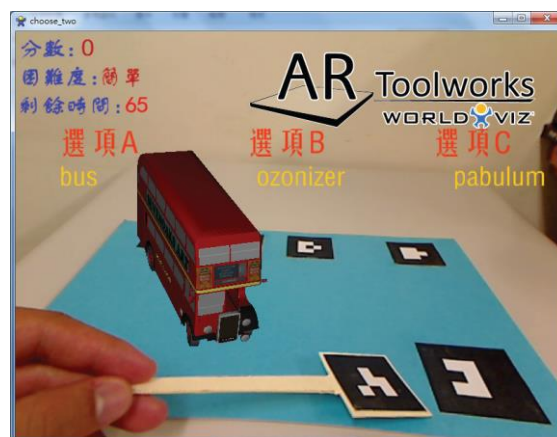 choose_two
分數: 0
困難度: 簡單
剩餘時間: 65
AR Toolworks
WORLDVIZ
選項A 選項B 選項C
bus ozonizer pabulum